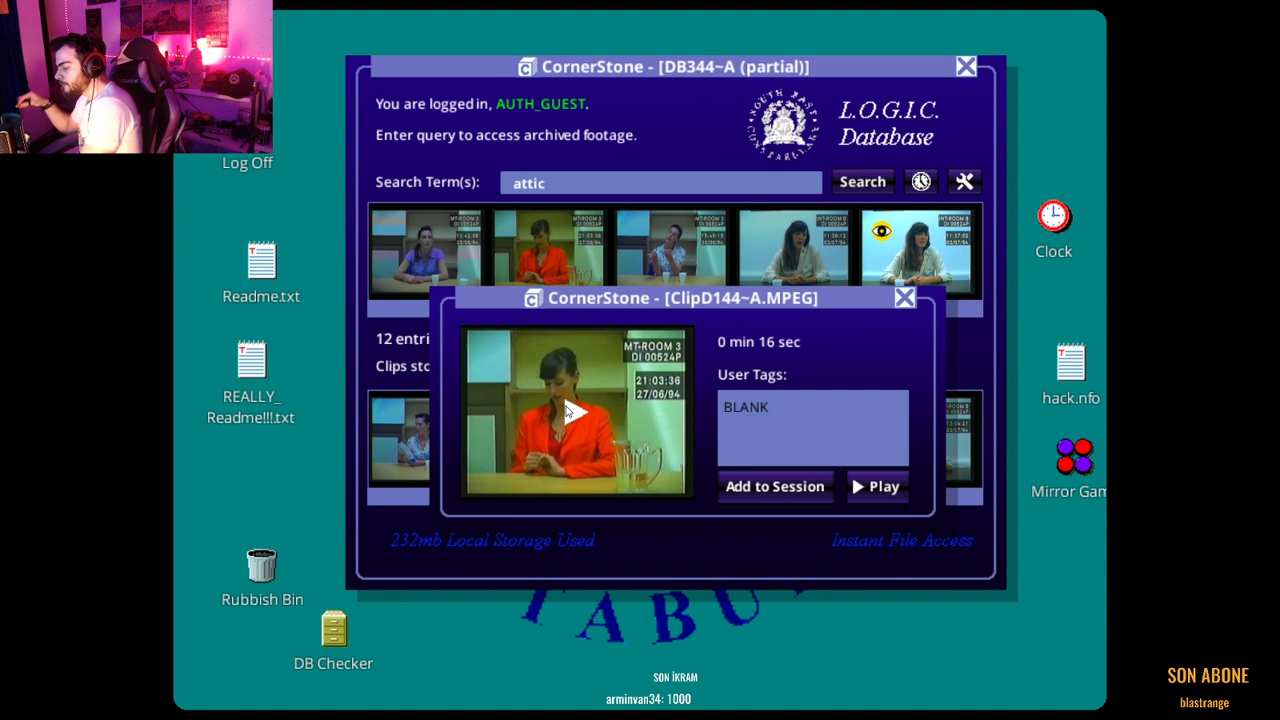 CornerStone - [DB344~A (partial)]
You are logged in, AUTH_GUEST.
Enter query to access archived footage.
L.O.G.I.C.
Database
Search Term(s):
attic
Search
Log Off
Readme.txt
REALLY_
Readme!!!.txt
Rubbish Bin
DB Checker
Clock
hack.nfo
Mirror Gam
12 entri
Clips sto
CornerStone - [ClipD144~A.MPEG]
MT-ROOM 3
DI 00524P
21:03:36
27/06/94
0 min 16 sec
User Tags:
BLANK
Add to Session
Play
232mb Local Storage Used
Instant File Access
TABU
SON İKRAM
arminvan34: 1000
SON ABONE
blastrange